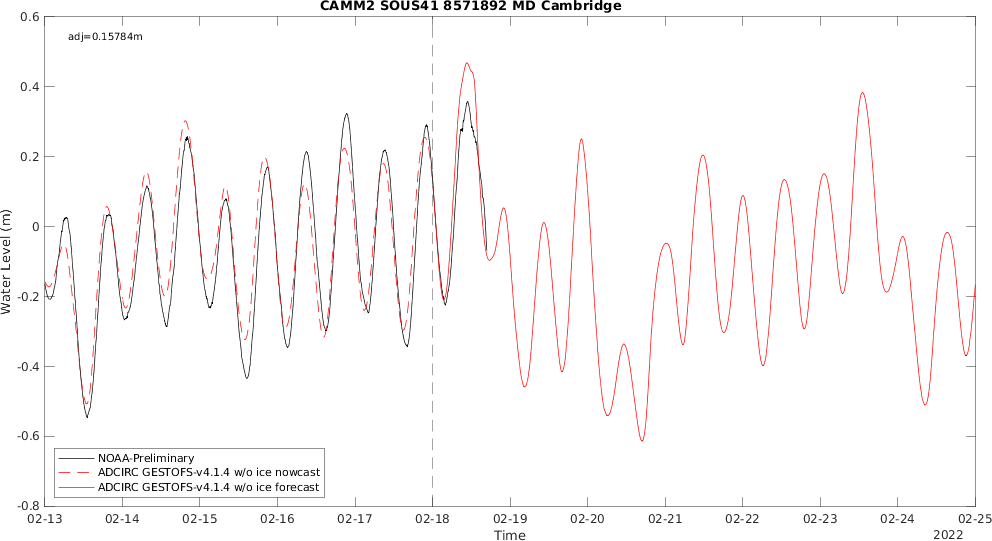 CAMM2 SOUS41 8571892 MD Cambridge
adj=0.15784m
0.6
0.4
0.2
0
-0.2
-0.4
-0.6
-0.8
Water Level (m)
NOAA-Preliminary
ADCIRC GESTOFS-v4.1.4 w/o ice nowcast
ADCIRC GESTOFS-v4.1.4 w/o ice forecast
02-13 02-14 02-15 02-16 02-17 02-18 02-19 02-20 02-21 02-22 02-23 02-24 02-25
Time
2022